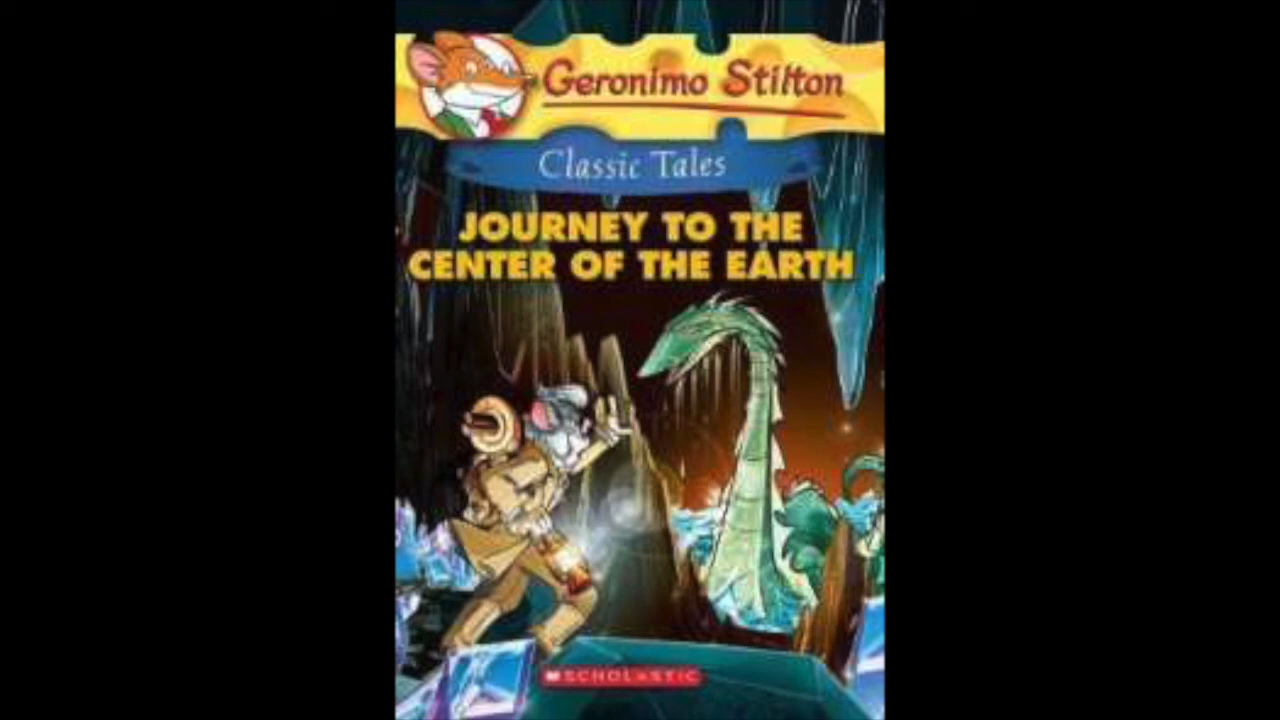 Geronimo Stilton
Classic Tales
JOURNEY TO THE
CENTER OF THE EARTH
SCHOLASTIC